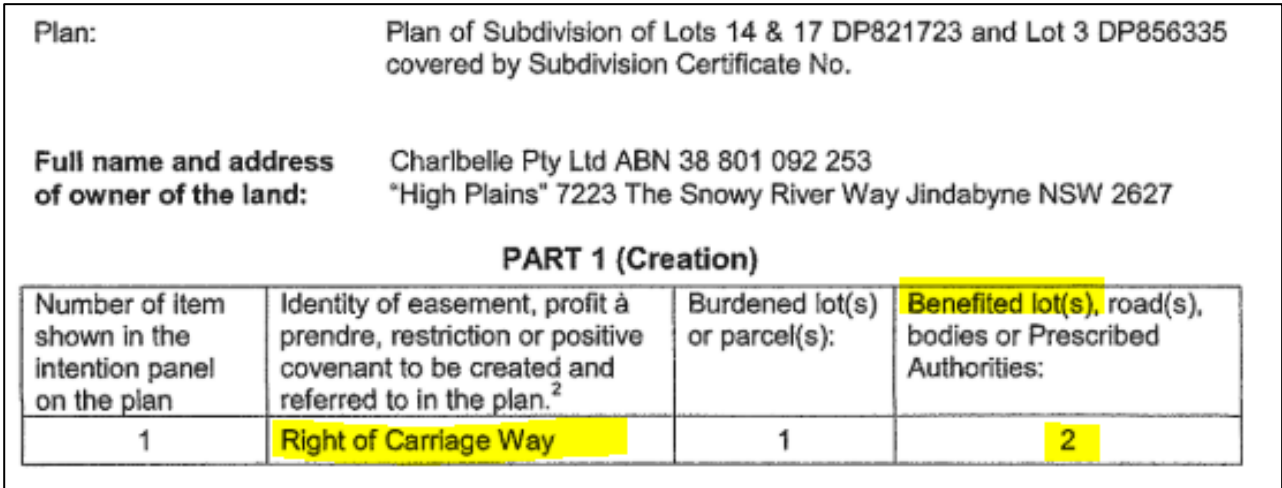 Plan:
Plan of Subdivision of Lots 14 & 17 DP821723 and Lot 3 DP856335
covered by Subdivision Certificate No.
Full name and address
of owner of the land:
Charlbelle Pty Ltd ABN 38 801 092 253
"High Plains" 7223 The Snowy River Way Jindabyne NSW 2627
PART 1 (Creation)
Number of item
shown in the
intention panel
on the plan
Identity of easement, profit à
prendre, restriction or positive
covenant to be created and
referred to in the plan.²
Burdened lot(s)
or parcel(s):
Benefited lot(s), road(s),
bodies or Prescribed
Authorities:
1
Right of Carriage Way
1
2